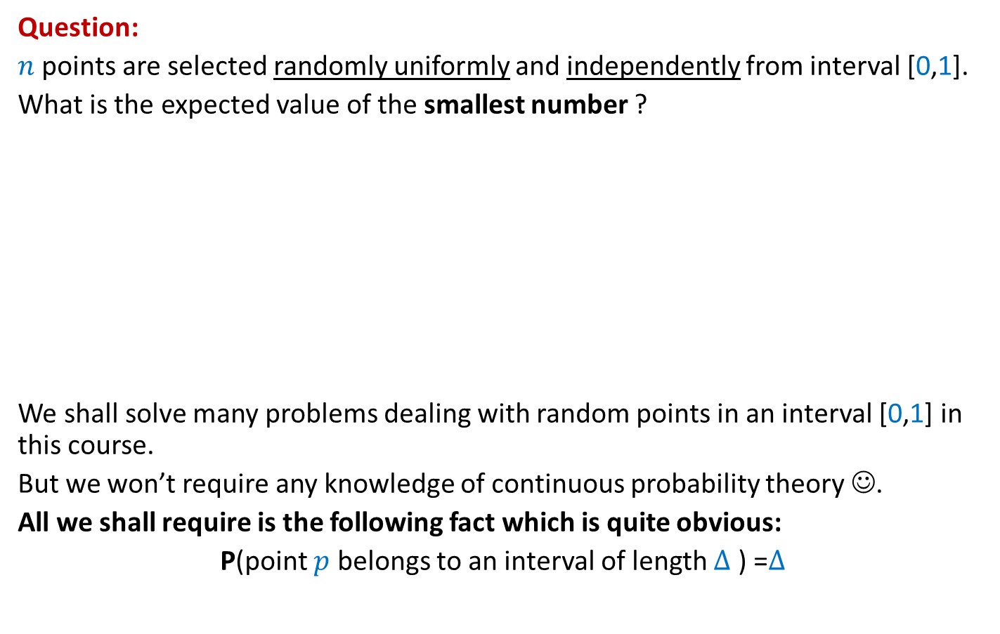 Question:
n points are selected randomly uniformly and independently from interval [0,1].
What is the expected value of the smallest number ?
We shall solve many problems dealing with random points in an interval [0,1] in
this course.
But we won’t require any knowledge of continuous probability theory ☺.
All we shall require is the following fact which is quite obvious:
P(point p belongs to an interval of length Δ ) =Δ